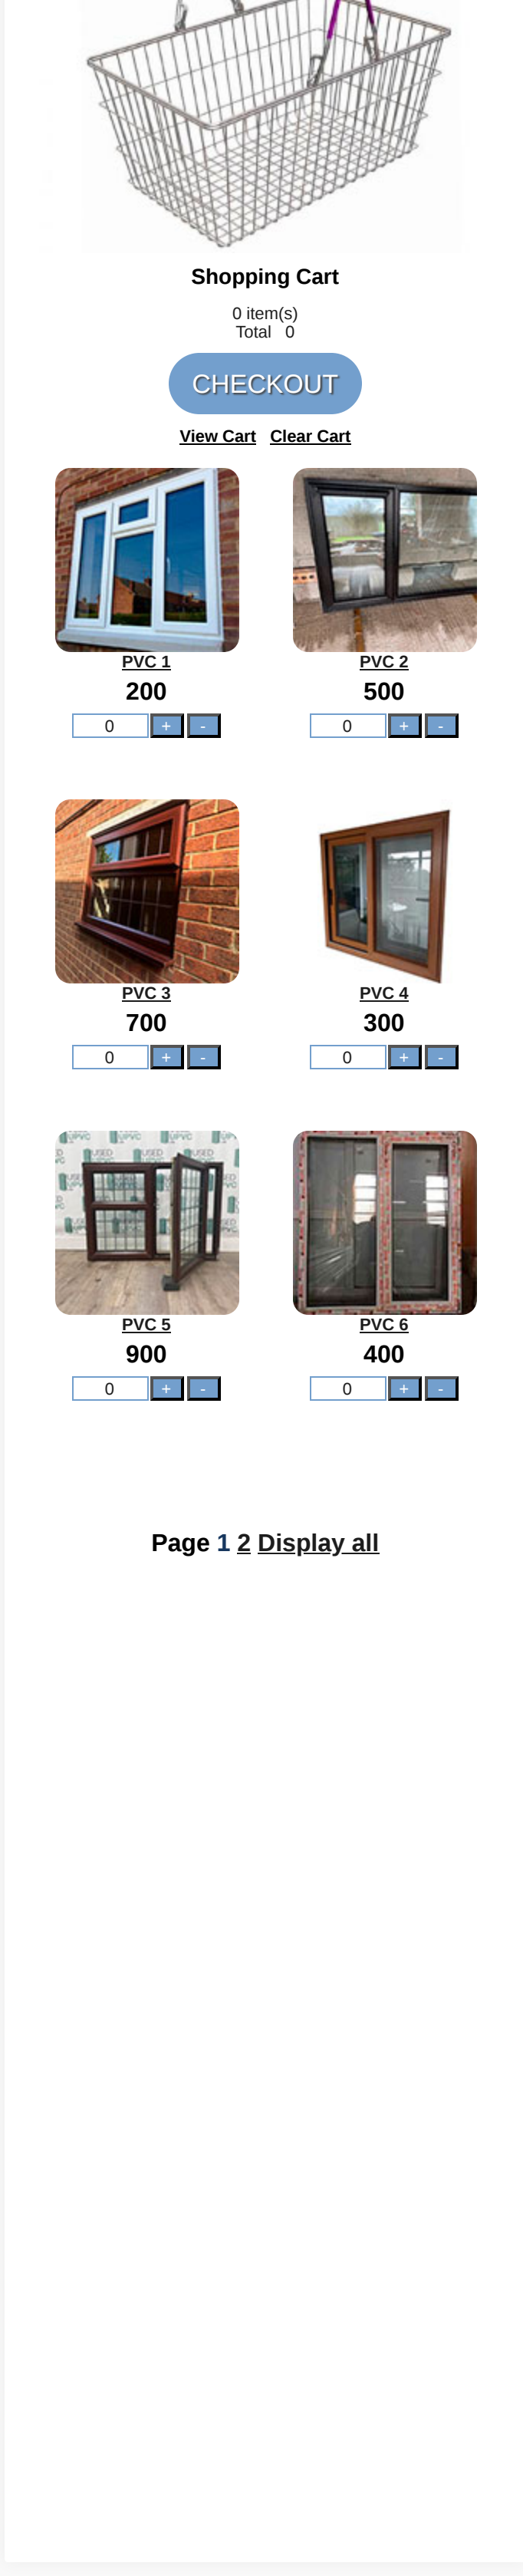 Shopping Cart
0 item(s)
Total 0
CHECKOUT
View Cart Clear Cart
PVC 1
200
0 + -
PVC 2
500
0 + -
PVC 3
700
0 + -
PVC 4
300
0 + -
USED UPVC
PVC 5
900
0 + -
PVC 6
400
0 + -
Page 1 2 Display all